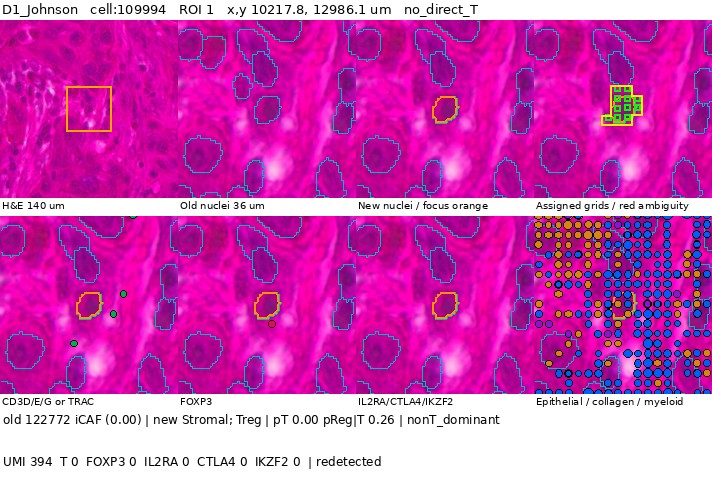 D1_Johnson cell:109994 ROI 1 x,y 10217.8, 12986.1 um no_direct_T
H&E 140 um
Old nuclei 36 um
New nuclei / focus orange
Assigned grids / red ambiguity
CD3D/E/G or TRAC
FOXP3
IL2RA/CTLA4/IKZF2
Epithelial / collagen / myeloid
old 122772 iCAF (0.00) | new Stromal; Treg | pT 0.00 pReg|T 0.26 | nonT_dominant
UMI 394 T 0 FOXP3 0 IL2RA 0 CTLA4 0 IKZF2 0 | redetected